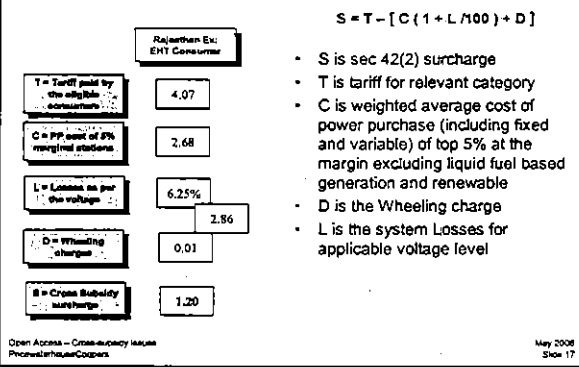 S = T – [ C ( 1 + L /100 ) + D ]
Rajasthan Ex:
EHT Consumer
T = Tariff paid by
the eligible
consumers
4.07
C = PP cost of 5%
marginal stations
2.68
L = Losses as per
the voltage
6.25%
2.86
D = Wheeling
charges
0.01
S = Cross Subsidy
surcharge
1.20
• S is sec 42(2) surcharge
• T is tariff for relevant category
• C is weighted average cost of
power purchase (including fixed
and variable) of top 5% at the
margin excluding liquid fuel based
generation and renewable
• D is the Wheeling charge
• L is the system Losses for
applicable voltage level
Open Access – Cross-subsidy Issues
PricewaterhouseCoopers
May 2006
Slide 17